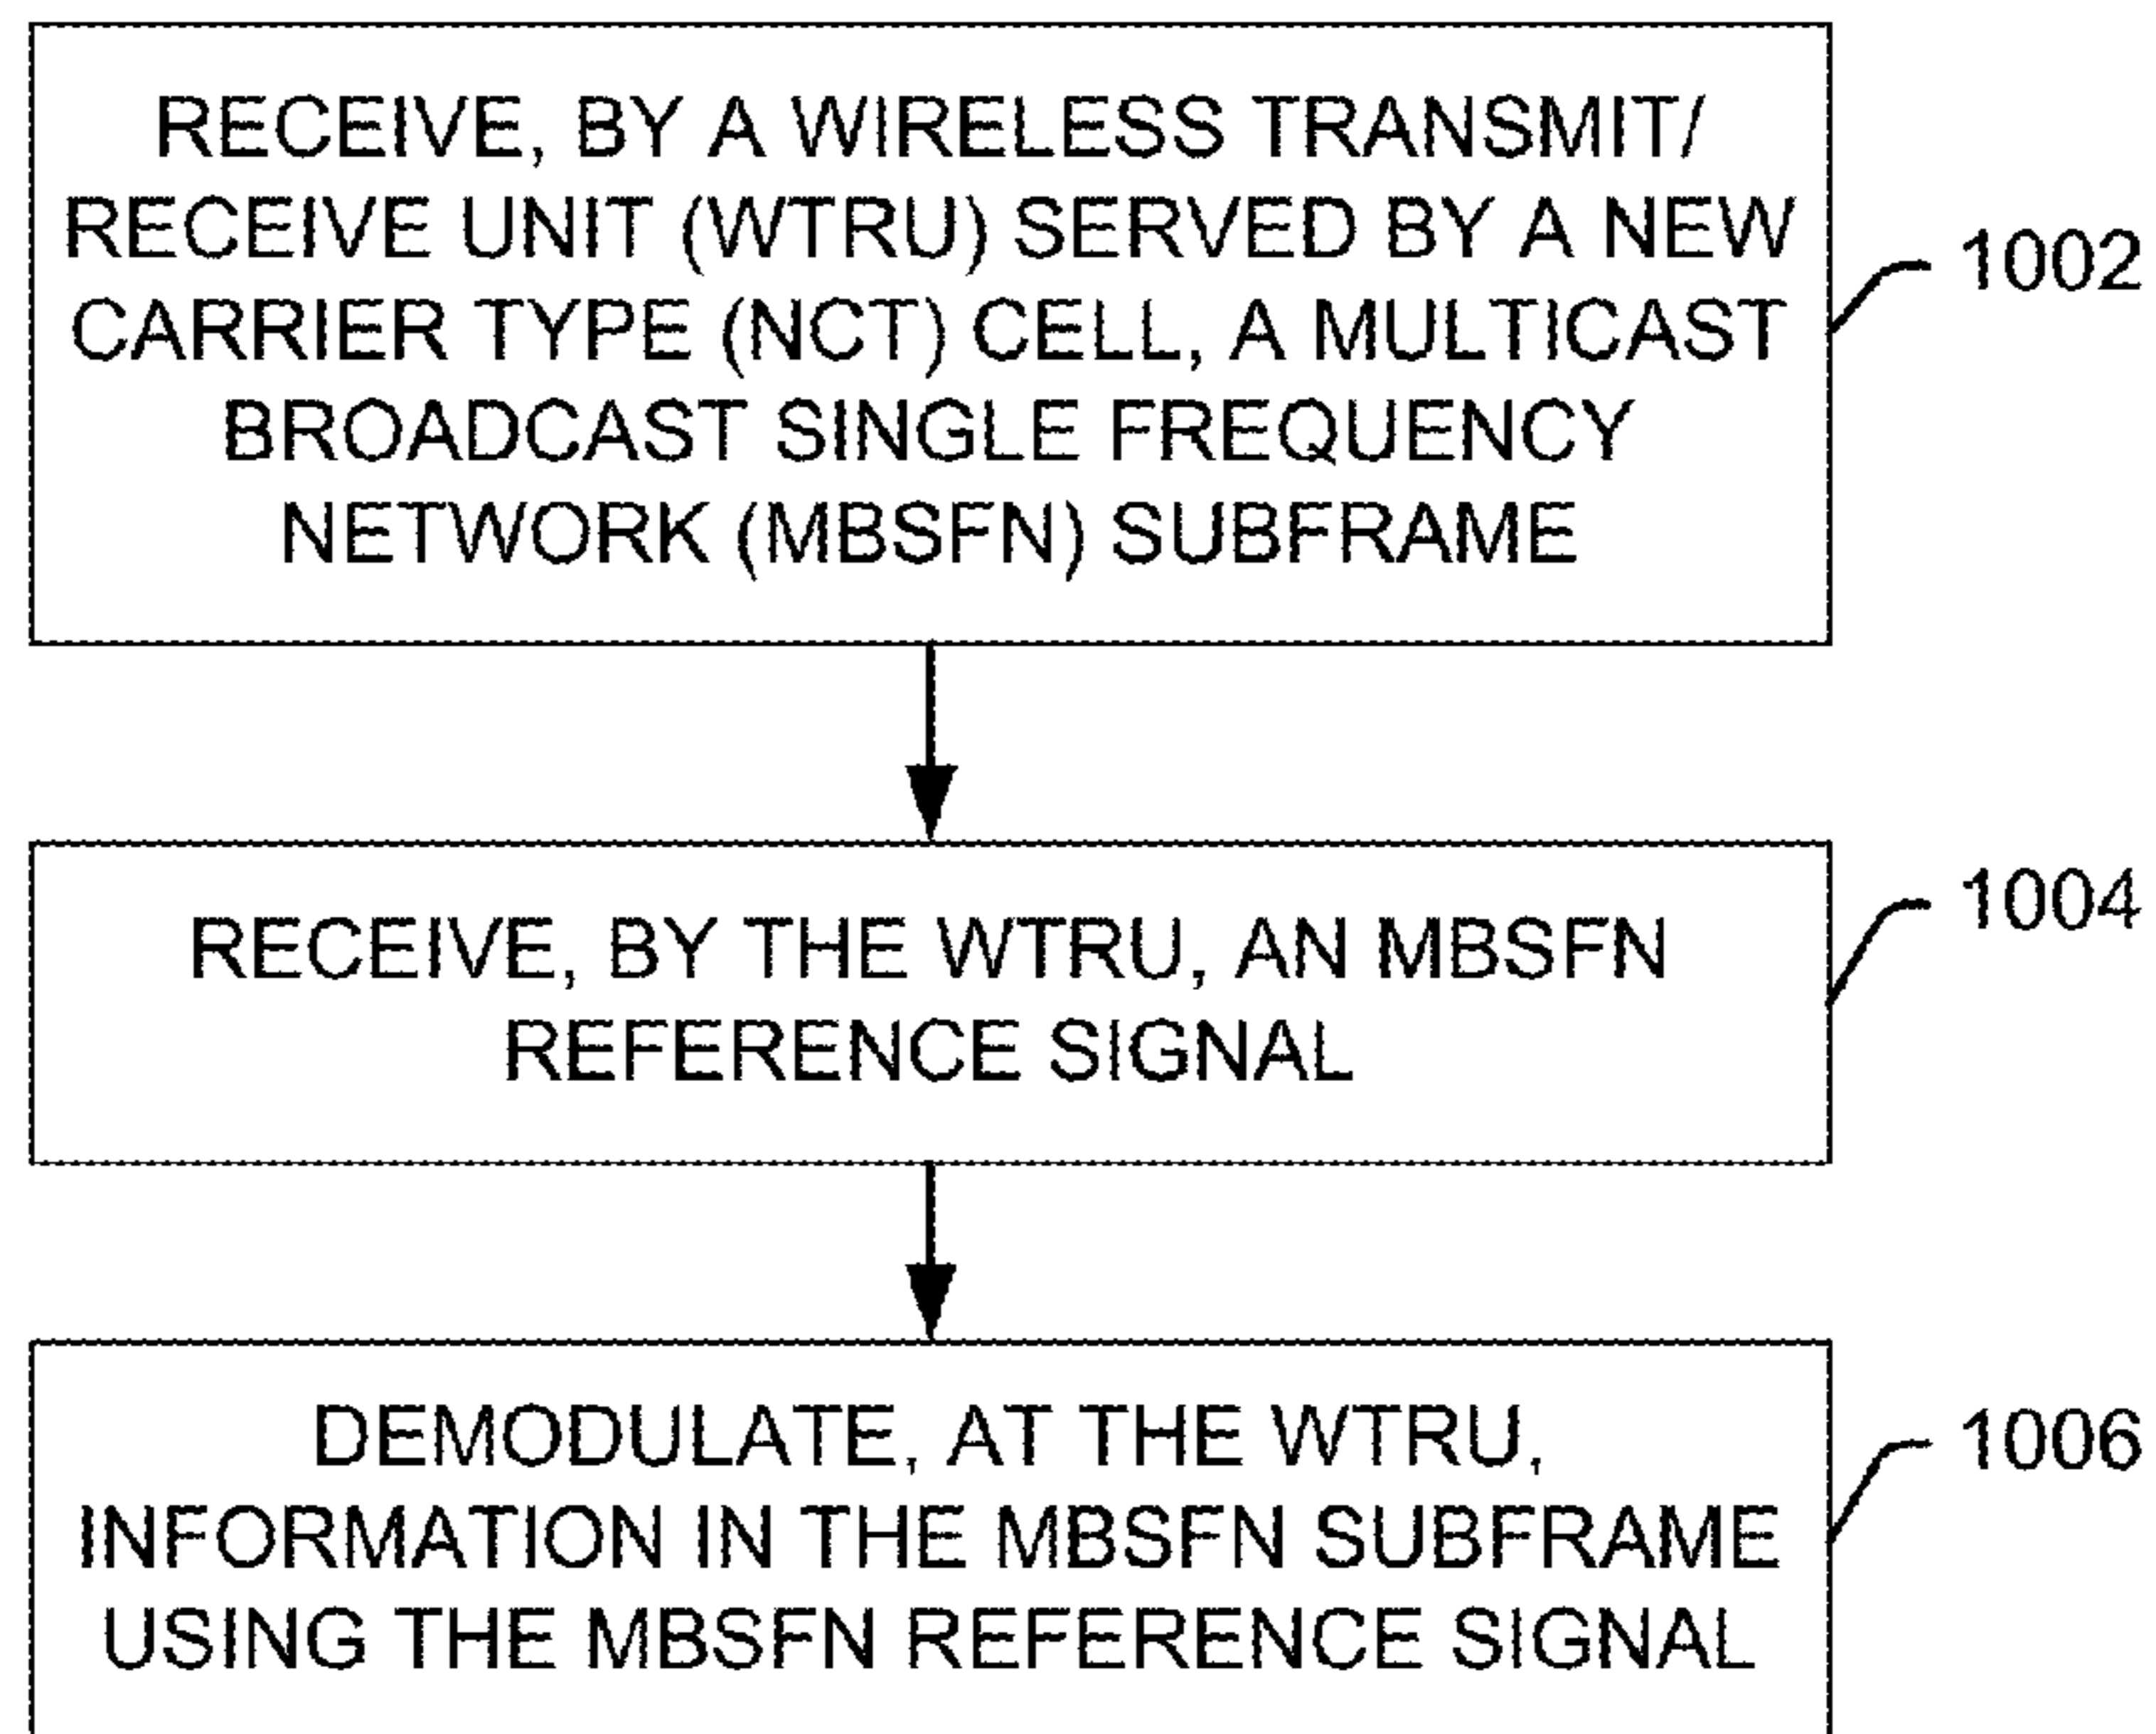 RECEIVE, BY A WIRELESS TRANSMIT/
RECEIVE UNIT (WTRU) SERVED BY A NEW
CARRIER TYPE (NCT) CELL, A MULTICAST
BROADCAST SINGLE FREQUENCY
NETWORK (MBSFN) SUBFRAME
1002
RECEIVE, BY THE WTRU, AN MBSFN
REFERENCE SIGNAL
1004
DEMODULATE, AT THE WTRU,
INFORMATION IN THE MBSFN SUBFRAME
USING THE MBSFN REFERENCE SIGNAL
1006